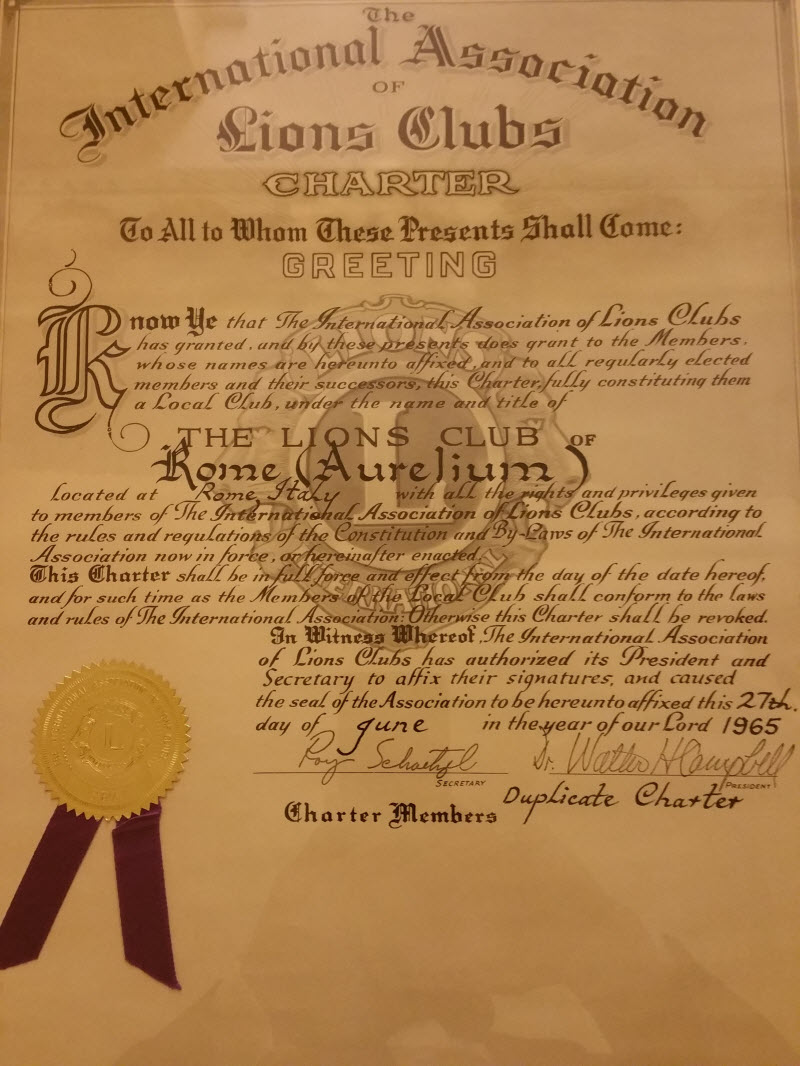 The
International Association
OF
Lions Clubs
CHARTER
To All to Whom These Presents Shall Come:
GREETING
Know Ye that The International Association of Lions Clubs
has granted, and by these presents does grant to the Members,
whose names are hereunto affixed, and to all regularly elected
members and their successors, this Charter, fully constituting them
a Local Club, under the name and title of
THE LIONS CLUB OF
Rome (Aurelium)
Located at Rome, Italy with all the rights and privileges given
to members of The International Association of Lions Clubs, according to
the rules and regulations of the Constitution and By-Laws of The International
Association now in force, or hereinafter enacted.
This Charter shall be in full force and effect from the day of the date hereof,
and for such time as the Members of the Local Club shall conform to the laws
and rules of The International Association: Otherwise this Charter shall be revoked.
In Witness Whereof, The International Association
of Lions Clubs has authorized its President and
Secretary to affix their signatures, and caused
the seal of the Association to be hereunto affixed this 27th.
day of June in the year of our Lord 1965
Roy Schaetzel Dr. Walter H Campbell
SECRETARY PRESIDENT
Duplicate Charter
Charter Members
L
INTERNATIONAL